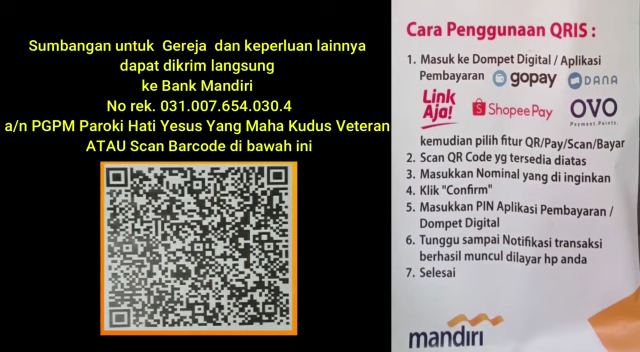 Sumbangan untuk Gereja dan keperluan lainnya
dapat dikrim langsung
ke Bank Mandiri
No rek. 031.007.654.030.4
a/n PGPM Paroki Hati Yesus Yang Maha Kudus Veteran
ATAU Scan Barcode di bawah ini
Cara Penggunaan QRIS :
1. Masuk ke Dompet Digital / Aplikasi
Pembayaran gopay DANA
Link Aja! ShopeePay OVO
Payment.Points.
kemudian pilih fitur QR/Pay/Scan/Bayar
2. Scan QR Code yg tersedia diatas
3. Masukkan Nominal yang di inginkan
4. Klik "Confirm"
5. Masukkan PIN Aplikasi Pembayaran /
Dompet Digital
6. Tunggu sampai Notifikasi transaksi
berhasil muncul dilayar hp anda
7. Selesai
mandiri